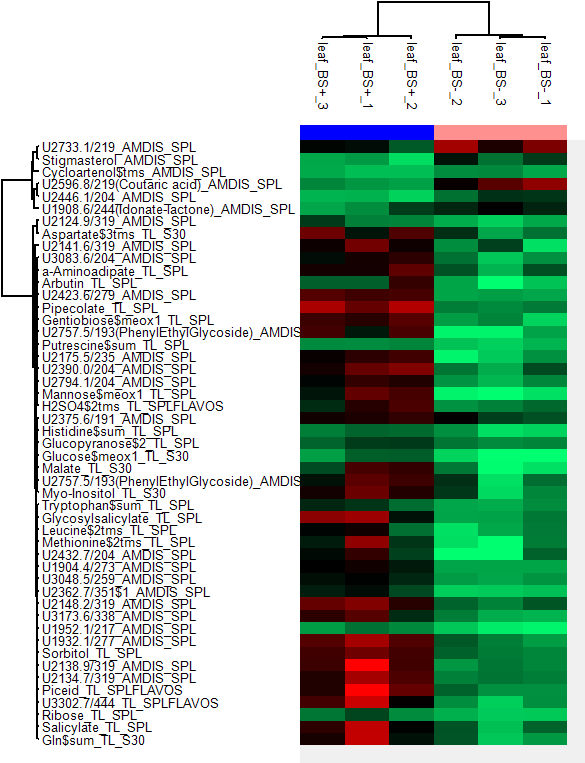 leaf_BS+_3
leaf_BS+_1
leaf_BS+_2
leaf_BS-_2
leaf_BS-_3
leaf_BS-_1
U2733.1/219_AMDIS_SPL
Stigmasterol_AMDIS_SPL
Cycloartenol$tms_AMDIS_SPL
U2596.8/219(Coutaric acid)_AMDIS_SPL
U2446.1/204_AMDIS_SPL
U1908.6/244(Idonate-lactone)_AMDIS_SPL
U2124.9/319_AMDIS_SPL
Aspartate$3tms_TL_S30
U2141.6/319_AMDIS_SPL
U3083.6/204_AMDIS_SPL
a-Aminoadipate_TL_SPL
Arbutin_TL_SPL
U2423.6/279_AMDIS_SPL
Pipecolate_TL_SPL
Gentiobiose$meox1_TL_SPL
U2757.5/193(PhenylEthylGlycoside)_AMDIS
Putrescine$sum_TL_SPL
U2175.5/235_AMDIS_SPL
U2390.0/204_AMDIS_SPL
U2794.1/204_AMDIS_SPL
Mannose$meox1_TL_SPL
H2SO4$2tms_TL_SPLFLAVOS
U2375.6/191_AMDIS_SPL
Histidine$sum_TL_SPL
Glucopyranose$2_TL_SPL
Glucose$meox1_TL_S30
Malate_TL_S30
U2757.5/193(PhenylEthylGlycoside)_AMDIS
Myo-Inositol_TL_S30
Tryptophan$sum_TL_SPL
Glycosylsalicylate_TL_SPL
Leucine$2tms_TL_SPL
Methionine$2tms_TL_SPL
U2432.7/204_AMDIS_SPL
U1904.4/273_AMDIS_SPL
U3048.5/259_AMDIS_SPL
U2362.7/351$1_AMDIS_SPL
U2148.2/319_AMDIS_SPL
U3173.6/338_AMDIS_SPL
U1952.1/217_AMDIS_SPL
U1932.1/277_AMDIS_SPL
Sorbitol_TL_SPL
U2138.9/319_AMDIS_SPL
U2134.7/319_AMDIS_SPL
Piceid_TL_SPLFLAVOS
U3302.7/444_TL_SPLFLAVOS
Ribose_TL_SPL
Salicylate_TL_SPL
Gln$sum_TL_S30